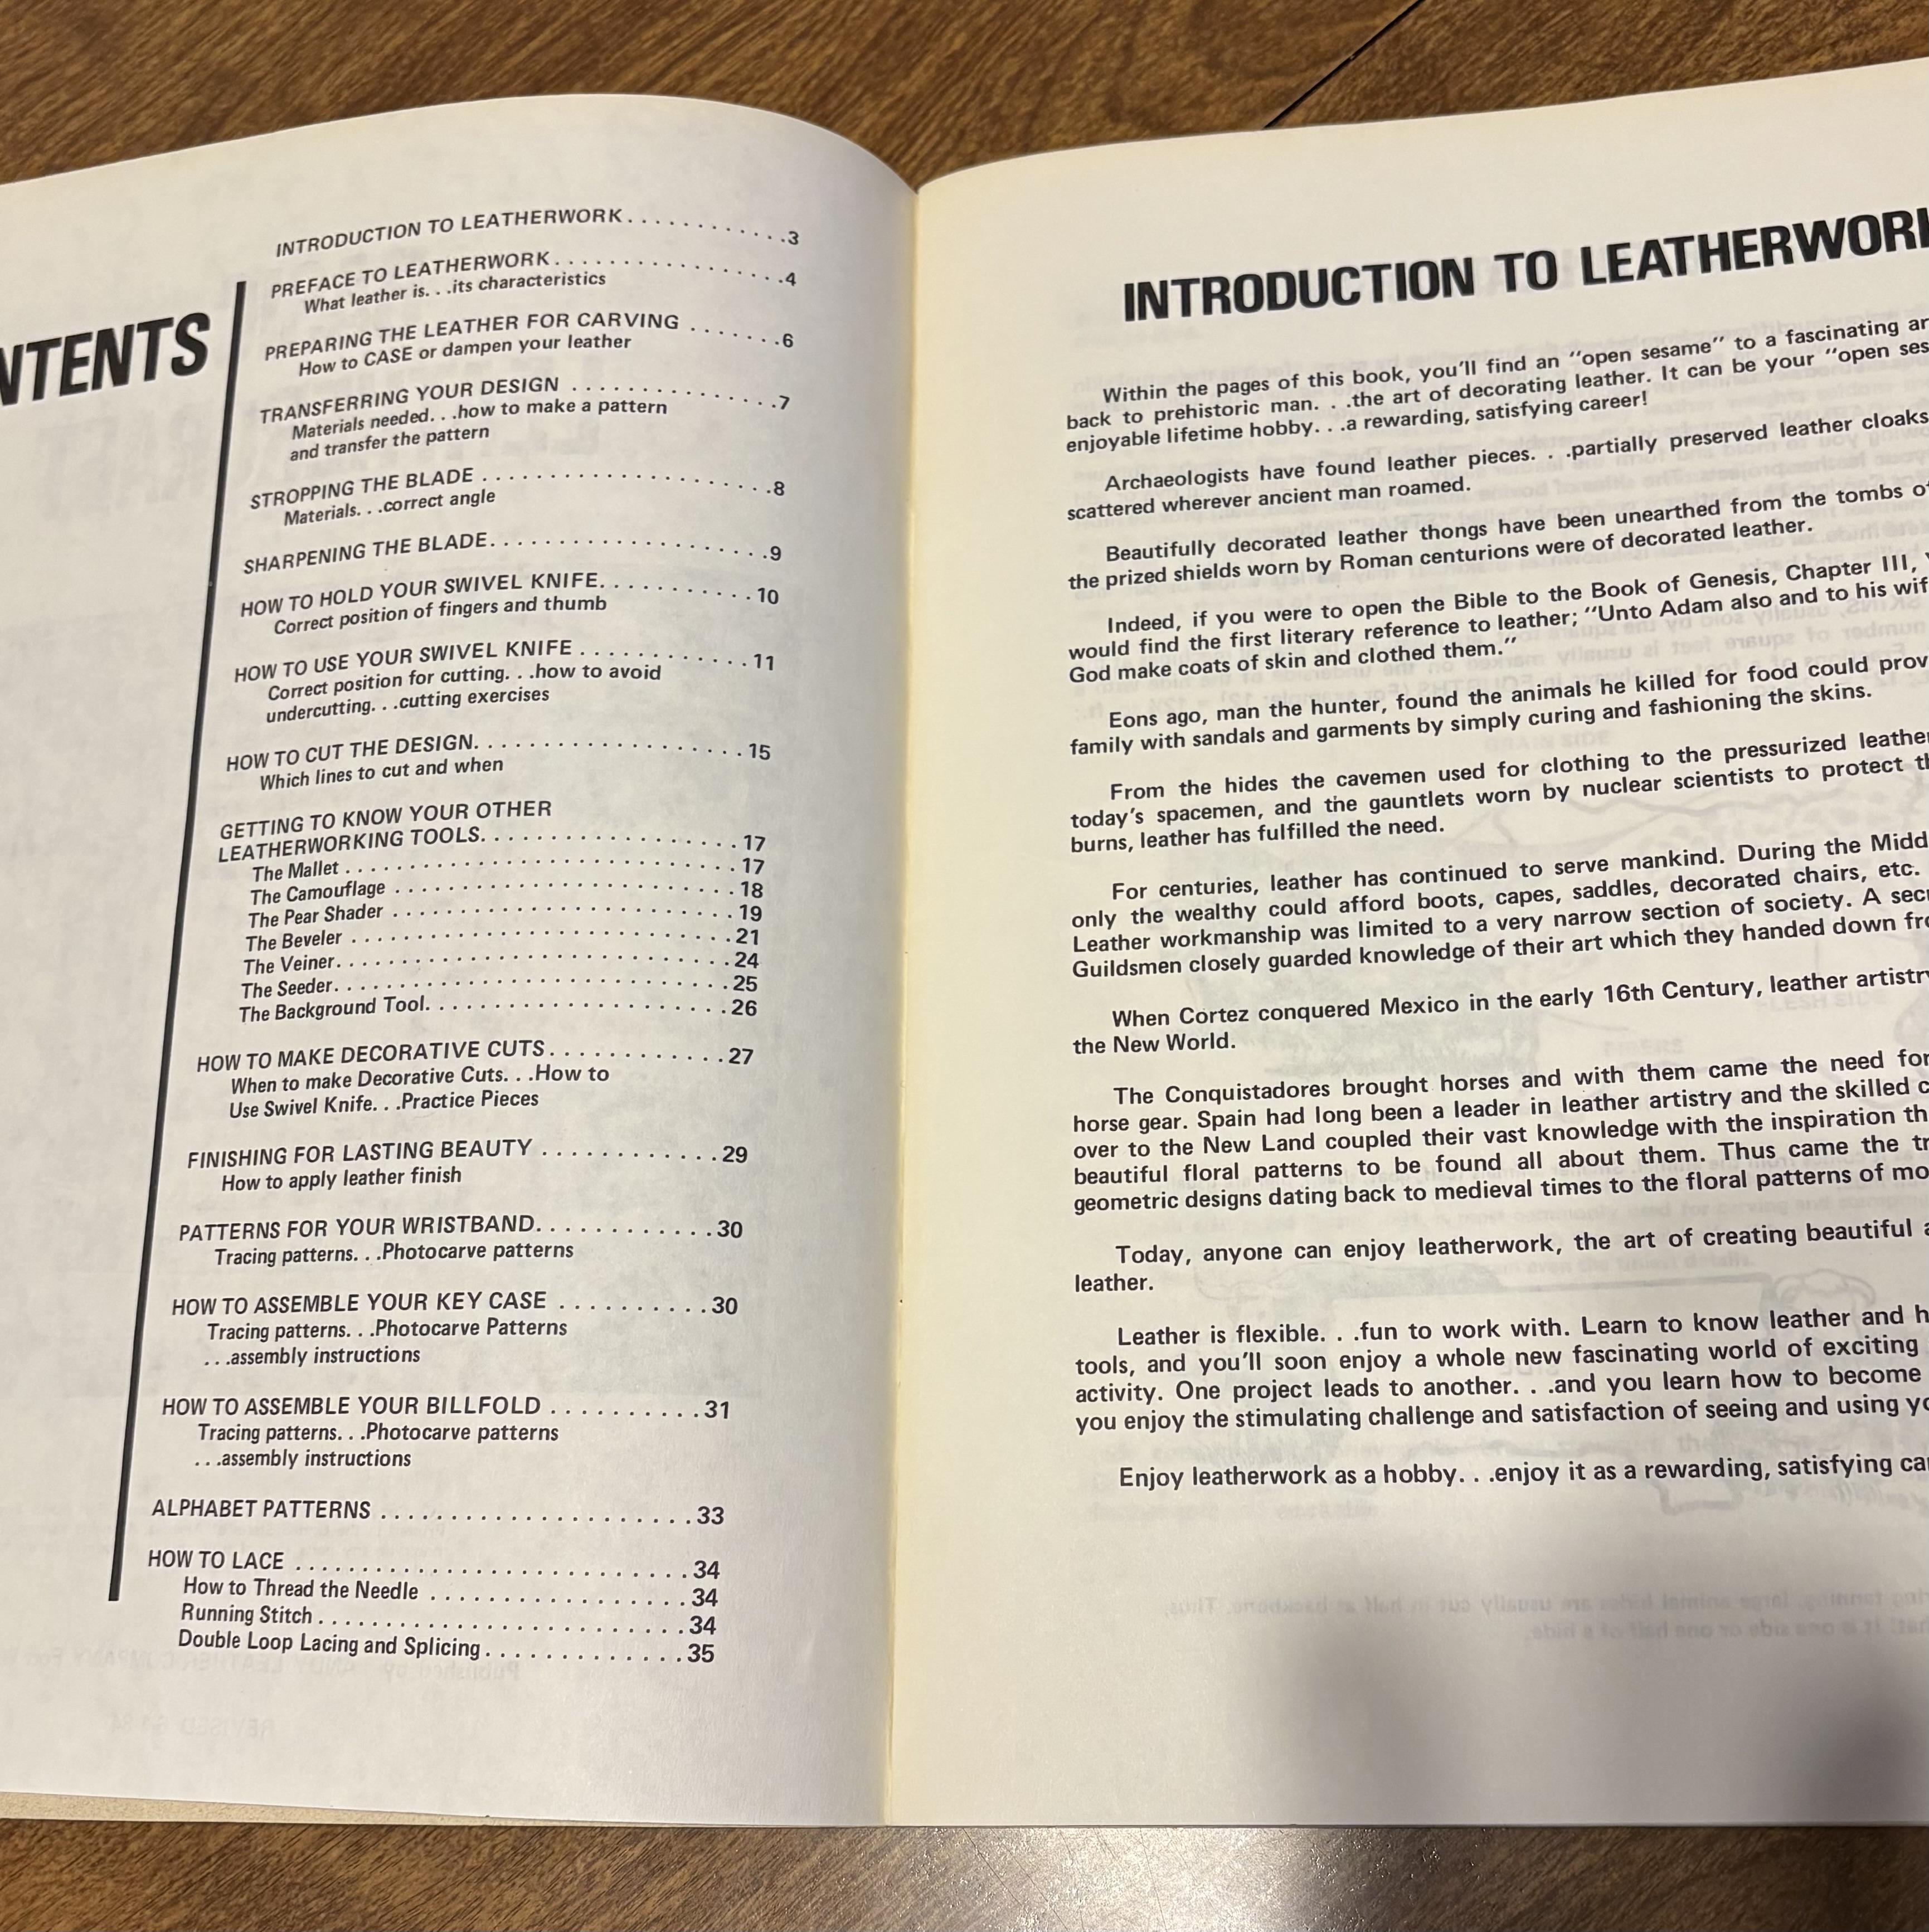 INTRODUCTION TO LEATHERWORK . . . . . . . . . . . .3
PREFACE TO LEATHERWORK . . . . . . . . . . . . . . . . . .4
What leather is. . .its characteristics
NTENTS
PREPARING THE LEATHER FOR CARVING . . . . . . .6
How to CASE or dampen your leather
TRANSFERRING YOUR DESIGN . . . . . . . . . . . . . . . .7
Materials needed. . .how to make a pattern
and transfer the pattern
STROPPING THE BLADE . . . . . . . . . . . . . . . . . . . . . .8
Materials. . .correct angle
SHARPENING THE BLADE. . . . . . . . . . . . . . . . . . . . .9
HOW TO HOLD YOUR SWIVEL KNIFE. . . . . . . . . . . 10
Correct position of fingers and thumb
HOW TO USE YOUR SWIVEL KNIFE . . . . . . . . . . . . . 11
Correct position for cutting. . .how to avoid
undercutting. . .cutting exercises
HOW TO CUT THE DESIGN. . . . . . . . . . . . . . . . . . . . 15
Which lines to cut and when
GETTING TO KNOW YOUR OTHER
LEATHERWORKING TOOLS. . . . . . . . . . . . . . . . . . . . 17
The Mallet . . . . . . . . . . . . . . . . . . . . . . . . . . . . . . 17
The Camouflage . . . . . . . . . . . . . . . . . . . . . . . . . . 18
The Pear Shader . . . . . . . . . . . . . . . . . . . . . . . . . . 19
The Beveler . . . . . . . . . . . . . . . . . . . . . . . . . . . . . 21
The Veiner. . . . . . . . . . . . . . . . . . . . . . . . . . . . . . 24
The Seeder. . . . . . . . . . . . . . . . . . . . . . . . . . . . . . 25
The Background Tool. . . . . . . . . . . . . . . . . . . . . . . 26
HOW TO MAKE DECORATIVE CUTS. . . . . . . . . . . . . 27
When to make Decorative Cuts. . .How to
Use Swivel Knife. . .Practice Pieces
FINISHING FOR LASTING BEAUTY . . . . . . . . . . . . . 29
How to apply leather finish
PATTERNS FOR YOUR WRISTBAND. . . . . . . . . . . . . 30
Tracing patterns. . .Photocarve patterns
HOW TO ASSEMBLE YOUR KEY CASE . . . . . . . . . . . 30
Tracing patterns. . .Photocarve Patterns
. . .assembly instructions
HOW TO ASSEMBLE YOUR BILLFOLD . . . . . . . . . . . 31
Tracing patterns. . .Photocarve patterns
. . .assembly instructions
ALPHABET PATTERNS . . . . . . . . . . . . . . . . . . . . . . . 33
HOW TO LACE . . . . . . . . . . . . . . . . . . . . . . . . . . . . . 34
How to Thread the Needle . . . . . . . . . . . . . . . . . . . . 34
Running Stitch . . . . . . . . . . . . . . . . . . . . . . . . . . . . 34
Double Loop Lacing and Splicing . . . . . . . . . . . . . . . 35
INTRODUCTION TO LEATHERWORK
Within the pages of this book, you'll find an "open sesame" to a fascinating
back to prehistoric man. . .the art of decorating leather. It can be your "open
enjoyable lifetime hobby. . .a rewarding, satisfying career!
Archaeologists have found leather pieces. . .partially preserved leather cloaks
scattered wherever ancient man roamed.
Beautifully decorated leather thongs have been unearthed from the tombs
the prized shields worn by Roman centurions were of decorated leather.
Indeed, if you were to open the Bible to the Book of Genesis, Chapter III,
would find the first literary reference to leather; "Unto Adam also and to his
God make coats of skin and clothed them."
Eons ago, man the hunter, found the animals he killed for food could
family with sandals and garments by simply curing and fashioning the skins.
From the hides the cavemen used for clothing to the pressurized
today's spacemen, and the gauntlets worn by nuclear scientists to protect
burns, leather has fulfilled the need.
For centuries, leather has continued to serve mankind. During the
only the wealthy could afford boots, capes, saddles, decorated chairs, etc.
Leather workmanship was limited to a very narrow section of society. A
Guildsmen closely guarded knowledge of their art which they handed down
When Cortez conquered Mexico in the early 16th Century, leather artistry
the New World.
The Conquistadores brought horses and with them came the need for
horse gear. Spain had long been a leader in leather artistry and the skilled
over to the New Land coupled their vast knowledge with the inspiration
beautiful floral patterns to be found all about them. Thus came the
geometric designs dating back to medieval times to the floral patterns of
Today, anyone can enjoy leatherwork, the art of creating beautiful
leather.
Leather is flexible. . .fun to work with. Learn to know leather and
tools, and you'll soon enjoy a whole new fascinating world of exciting
activity. One project leads to another. . .and you learn how to become
you enjoy the stimulating challenge and satisfaction of seeing and using
Enjoy leatherwork as a hobby. . .enjoy it as a rewarding, satisfying